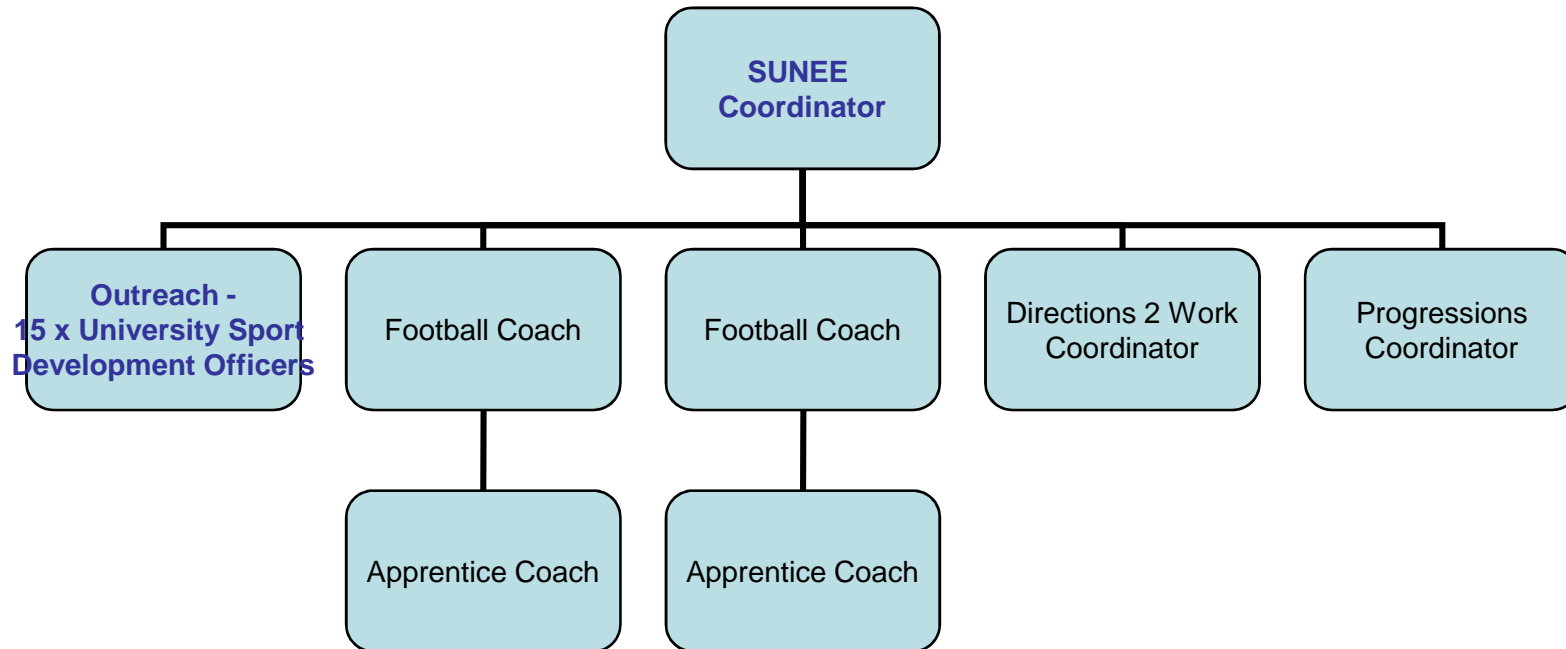 SUNEE
Coordinator
Outreach -
15 x University Sport
Development Officers
Football Coach
Football Coach
Directions 2 Work
Coordinator
Progressions
Coordinator
Apprentice Coach
Apprentice Coach